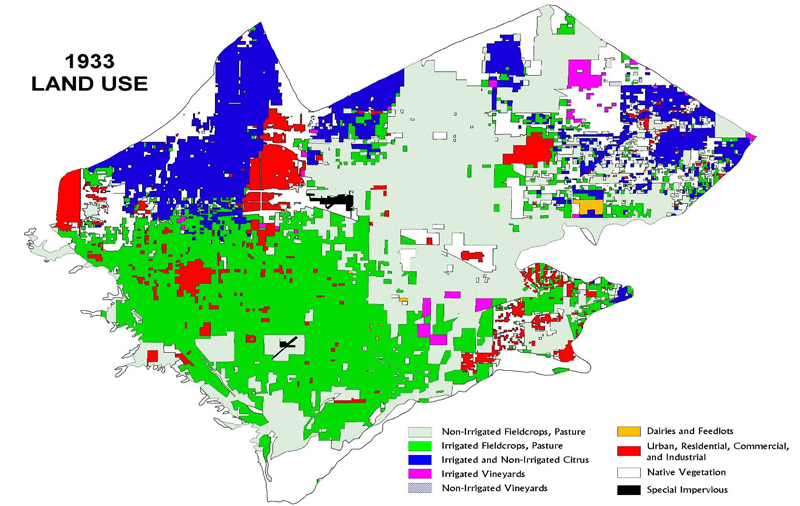 1933
LAND USE
Non-Irrigated Fieldcrops, Pasture
Irrigated Fieldcrops, Pasture
Irrigated and Non-Irrigated Citrus
Irrigated Vineyards
Non-Irrigated Vineyards
Dairies and Feedlots
Urban, Residential, Commercial,
and Industrial
Native Vegetation
Special Impervious